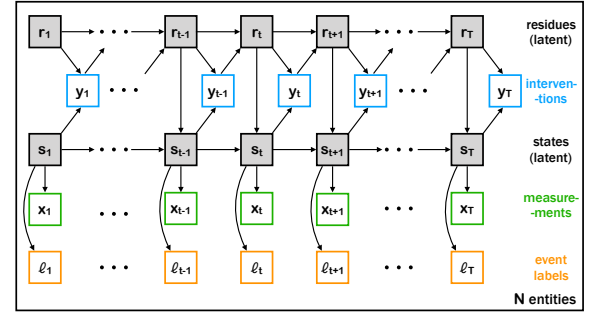 r1 • • • rt-1 rt rt+1 • • • rT residues
(latent)
y1 • • • yt-1 yt yt+1 • • • yT interven-
-tions
s1 • • • st-1 st st+1 • • • sT states
(latent)
x1 • • • xt-1 xt xt+1 • • • xT measure-
-ments
ℓ1 • • • ℓt-1 ℓt ℓt+1 • • • ℓT event
labels
N entities